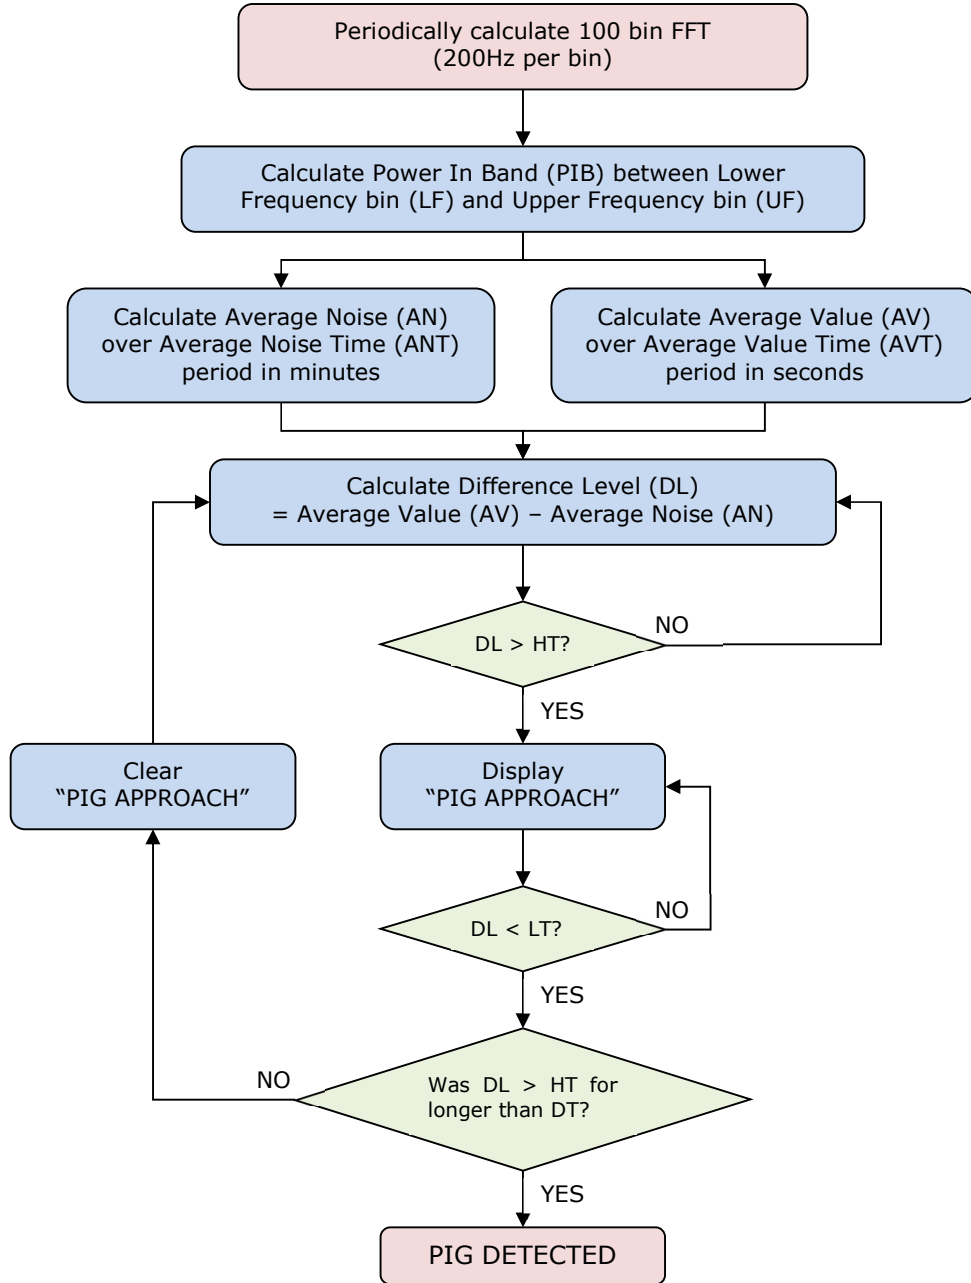 Periodically calculate 100 bin FFT
(200Hz per bin)
Calculate Power In Band (PIB) between Lower
Frequency bin (LF) and Upper Frequency bin (UF)
Calculate Average Noise (AN)
over Average Noise Time (ANT)
period in minutes
Calculate Average Value (AV)
over Average Value Time (AVT)
period in seconds
Calculate Difference Level (DL)
= Average Value (AV) – Average Noise (AN)
DL > HT?
NO
YES
Clear
“PIG APPROACH”
Display
“PIG APPROACH”
DL < LT?
NO
YES
NO
Was DL > HT for
longer than DT?
YES
PIG DETECTED